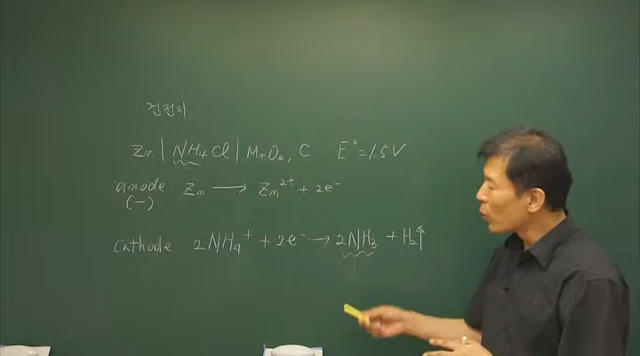 건전지
Zn | NH₄Cl | MnO₂, C E° = 1.5V
anode Zn → Zn²⁺ + 2e⁻
(−)
cathode 2NH₄⁺ + 2e⁻ → 2NH₃ + H₂↑